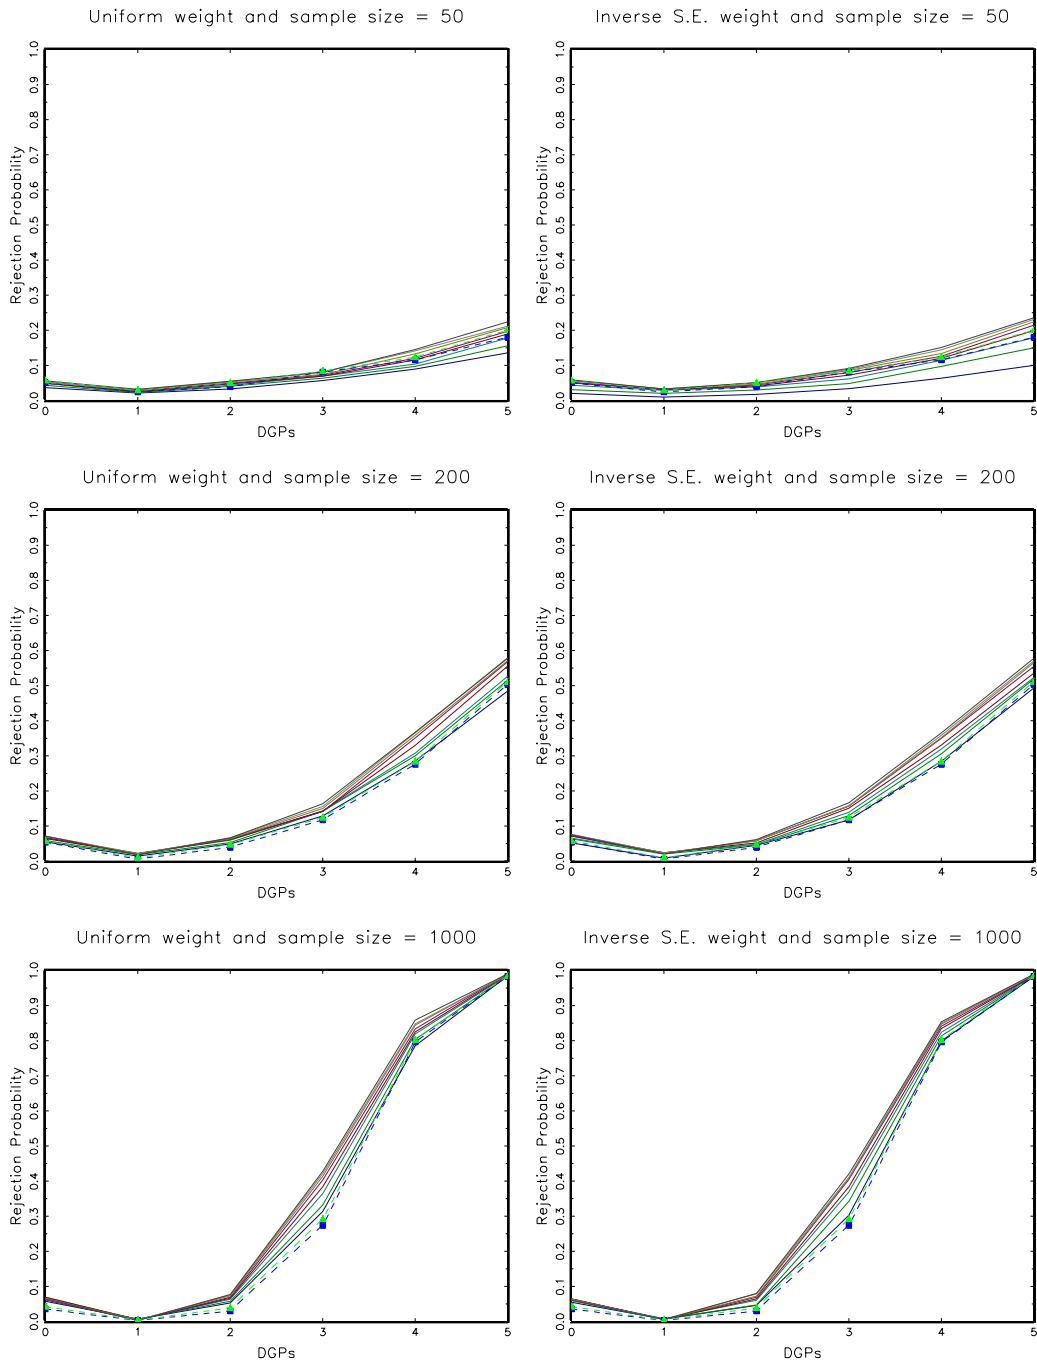 Uniform weight and sample size = 50
Rejection Probability
0.0 0.1 0.2 0.3 0.4 0.5 0.6 0.7 0.8 0.9 1.0
0 1 2 3 4 5
DGPs
Inverse S.E. weight and sample size = 50
Rejection Probability
0.0 0.1 0.2 0.3 0.4 0.5 0.6 0.7 0.8 0.9 1.0
0 1 2 3 4 5
DGPs
Uniform weight and sample size = 200
Rejection Probability
0.0 0.1 0.2 0.3 0.4 0.5 0.6 0.7 0.8 0.9 1.0
0 1 2 3 4 5
DGPs
Inverse S.E. weight and sample size = 200
Rejection Probability
0.0 0.1 0.2 0.3 0.4 0.5 0.6 0.7 0.8 0.9 1.0
0 1 2 3 4 5
DGPs
Uniform weight and sample size = 1000
Rejection Probability
0.0 0.1 0.2 0.3 0.4 0.5 0.6 0.7 0.8 0.9 1.0
0 1 2 3 4 5
DGPs
Inverse S.E. weight and sample size = 1000
Rejection Probability
0.0 0.1 0.2 0.3 0.4 0.5 0.6 0.7 0.8 0.9 1.0
0 1 2 3 4 5
DGPs